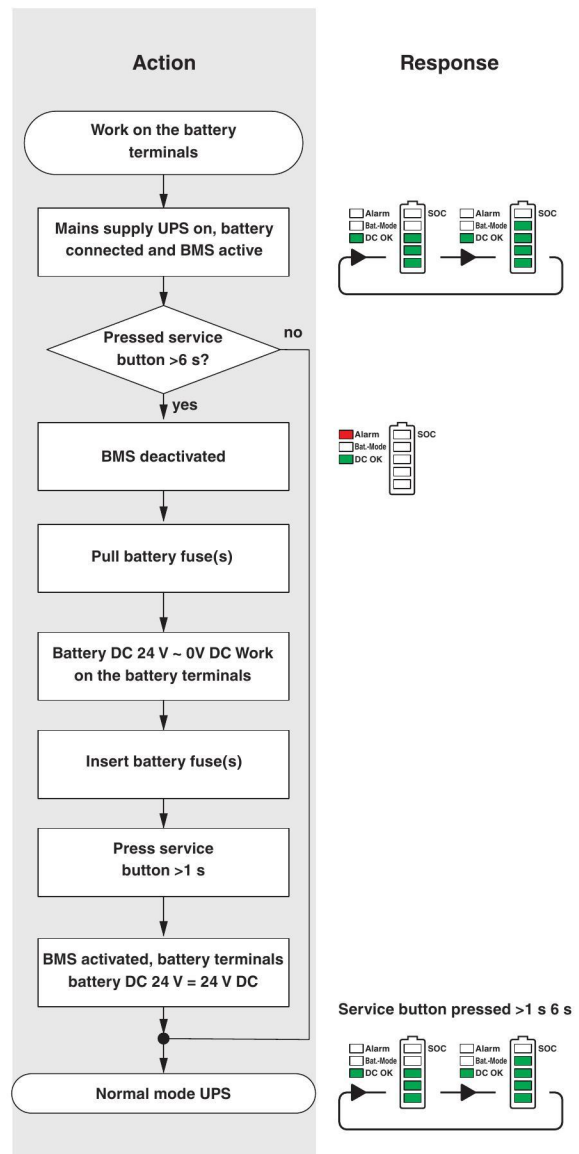 Action
Response
Work on the battery
terminals
Mains supply UPS on, battery
connected and BMS active
Alarm
Bat.-Mode
DC OK
SOC
Alarm
Bat.-Mode
DC OK
SOC
Pressed service
button >6 s?
no
yes
BMS deactivated
Alarm
Bat.-Mode
DC OK
SOC
Pull battery fuse(s)
Battery DC 24 V ~ 0V DC Work
on the battery terminals
Insert battery fuse(s)
Press service
button >1 s
BMS activated, battery terminals
battery DC 24 V = 24 V DC
Service button pressed >1 s 6 s
Alarm
Bat.-Mode
DC OK
SOC
Alarm
Bat.-Mode
DC OK
SOC
Normal mode UPS